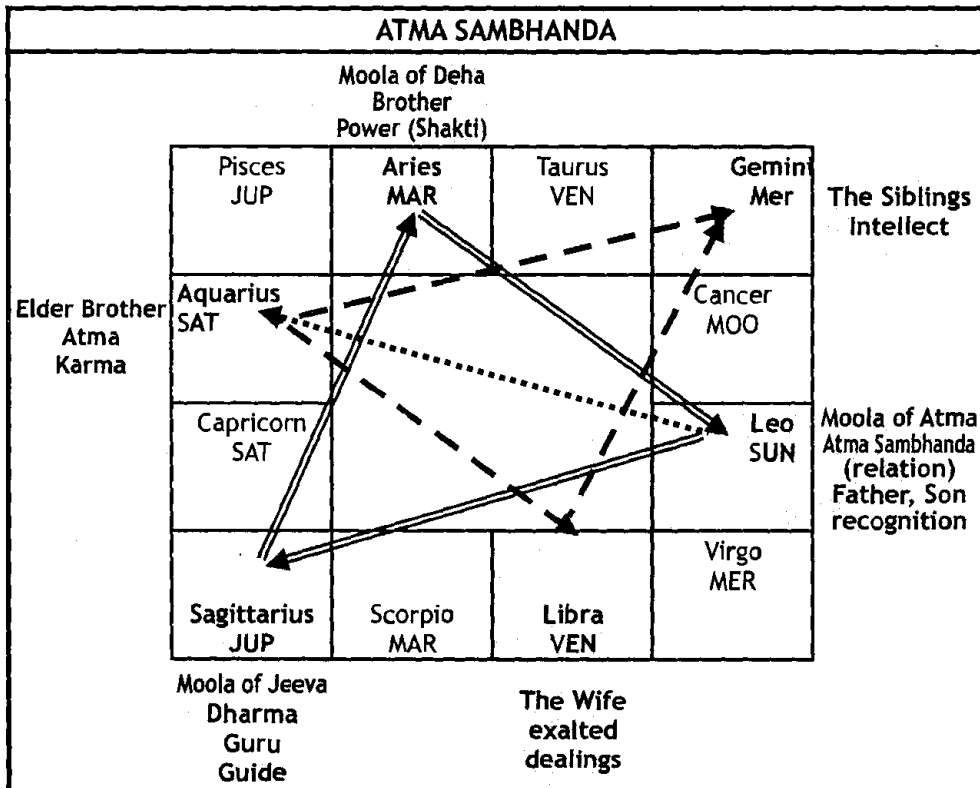 ATMA SAMBHANDA
Moola of Deha
Brother
Power (Shakti)
Pisces
JUP
Aries
MAR
Taurus
VEN
Gemini
Mer
The Siblings
Intellect
Elder Brother
Atma
Karma
Aquarius
SAT
Cancer
MOO
Capricorn
SAT
Leo
SUN
Moola of Atma
Atma Sambhanda
(relation)
Father, Son
recognition
Sagittarius
JUP
Scorpio
MAR
Libra
VEN
Virgo
MER
Moola of Jeeva
Dharma
Guru
Guide
The Wife
exalted
dealings